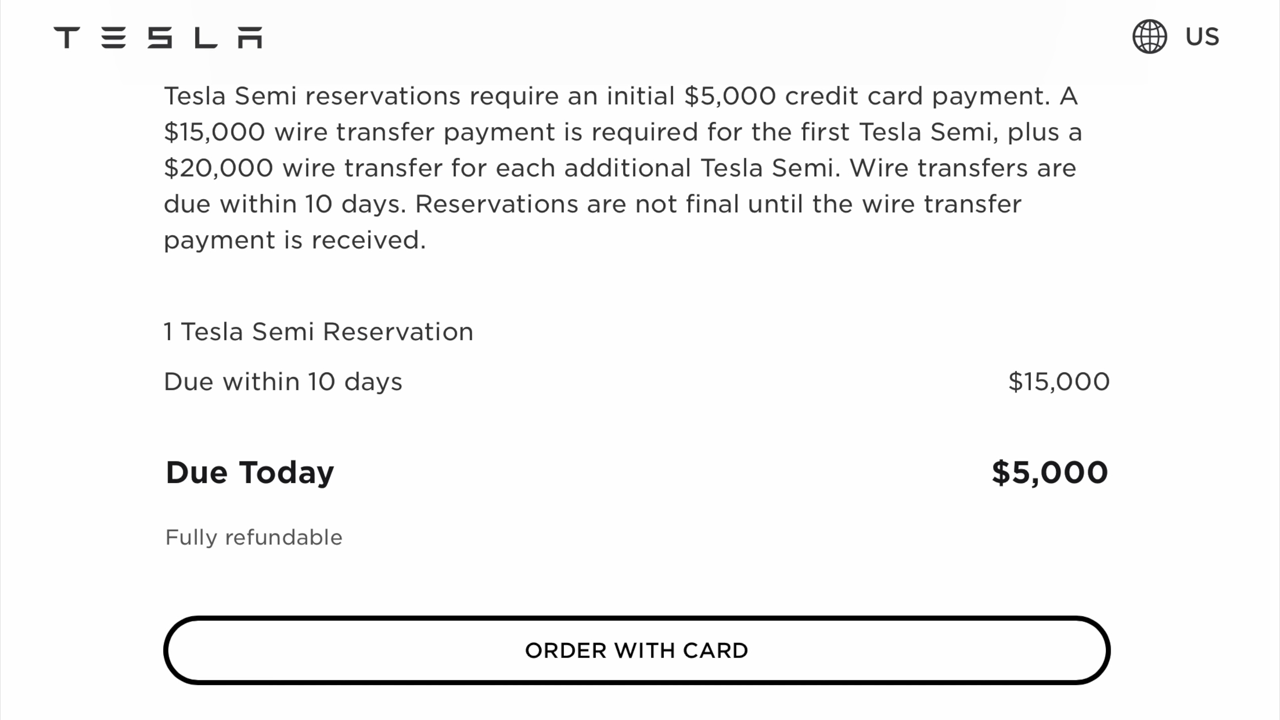 TESLA
US
Tesla Semi reservations require an initial $5,000 credit card payment. A
$15,000 wire transfer payment is required for the first Tesla Semi, plus a
$20,000 wire transfer for each additional Tesla Semi. Wire transfers are
due within 10 days. Reservations are not final until the wire transfer
payment is received.
1 Tesla Semi Reservation
Due within 10 days $15,000
Due Today $5,000
Fully refundable
ORDER WITH CARD